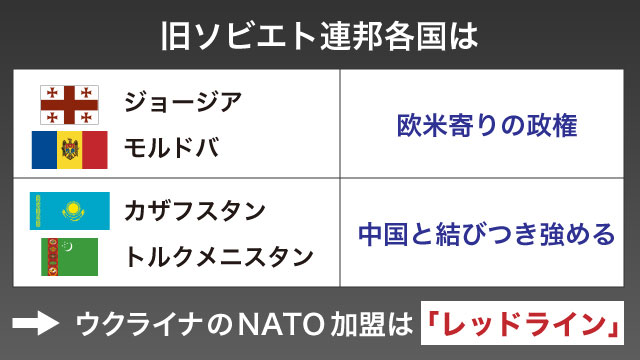 旧ソビエト連邦各国は
ジョージア
モルドバ
欧米寄りの政権
カザフスタン
トルクメニスタン
中国と結びつき強める
ウクライナのNATO加盟は「レッドライン」